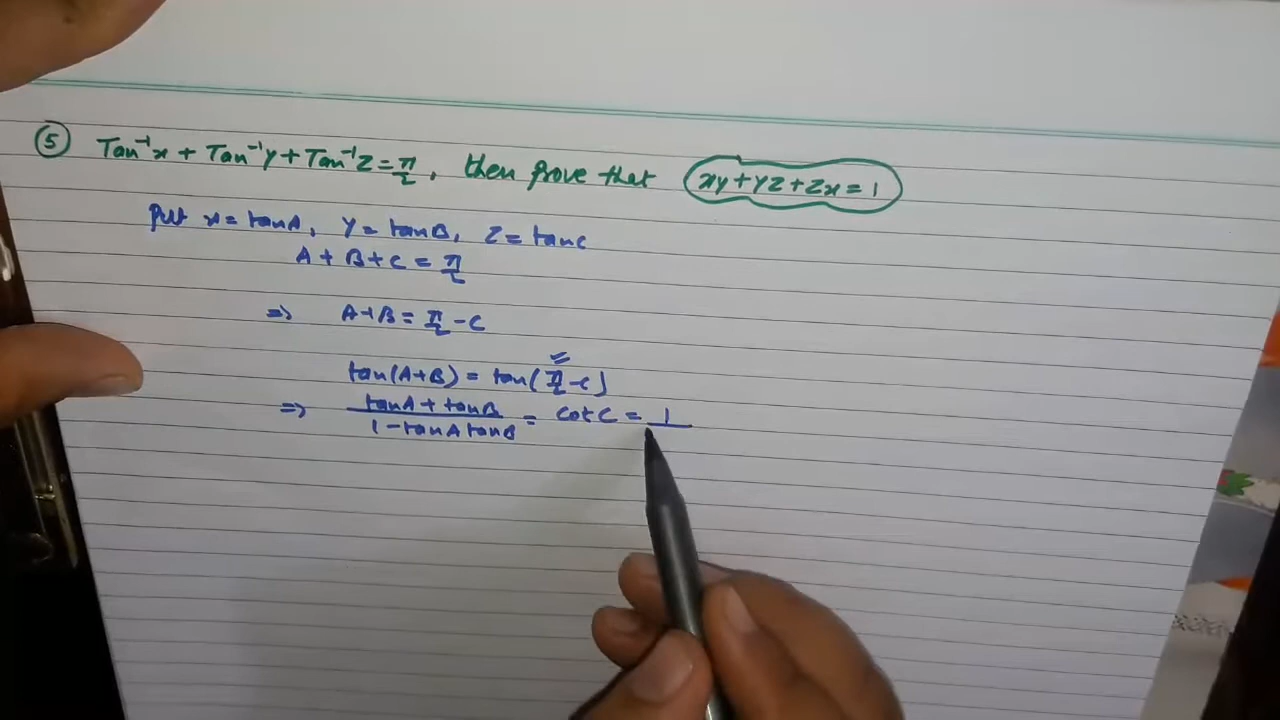 ⑤ Tan⁻¹x + Tan⁻¹y + Tan⁻¹z = π/2, then prove that xy + yz + zx = 1
put x = tanA, y = tanB, z = tanC
A + B + C = π/2
⇒ A + B = π/2 - C
tan(A+B) = tan(π/2 - C)
⇒ (tanA + tanB)/(1 - tanA tanB) = cotC = 1/